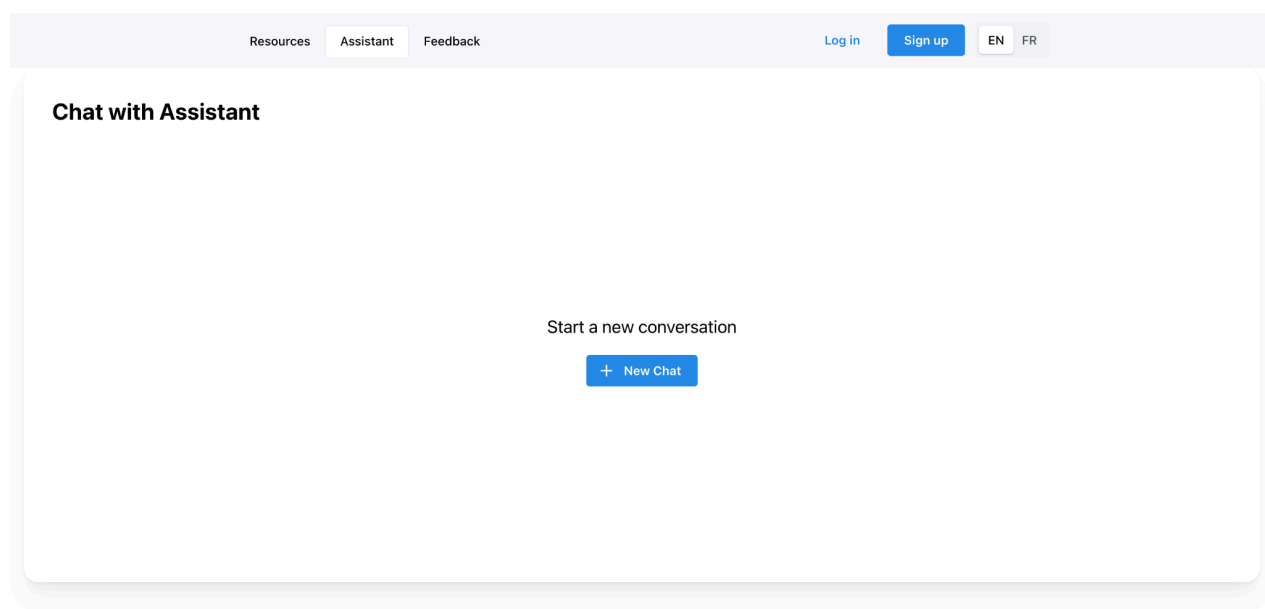 Resources Assistant Feedback Log in Sign up EN FR
Chat with Assistant
Start a new conversation
+ New Chat